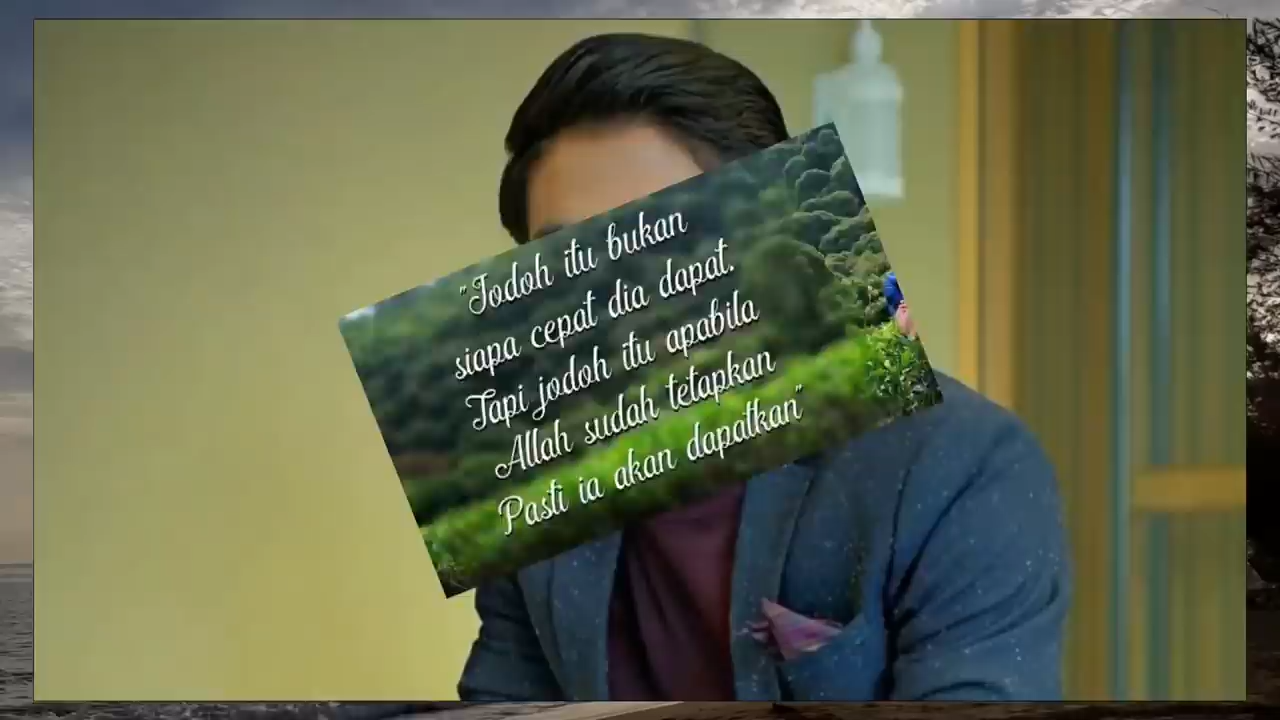 "Jodoh itu bukan
siapa cepat dia dapat.
Tapi jodoh itu apabila
Allah sudah tetapkan
Pasti ia akan dapatkan"